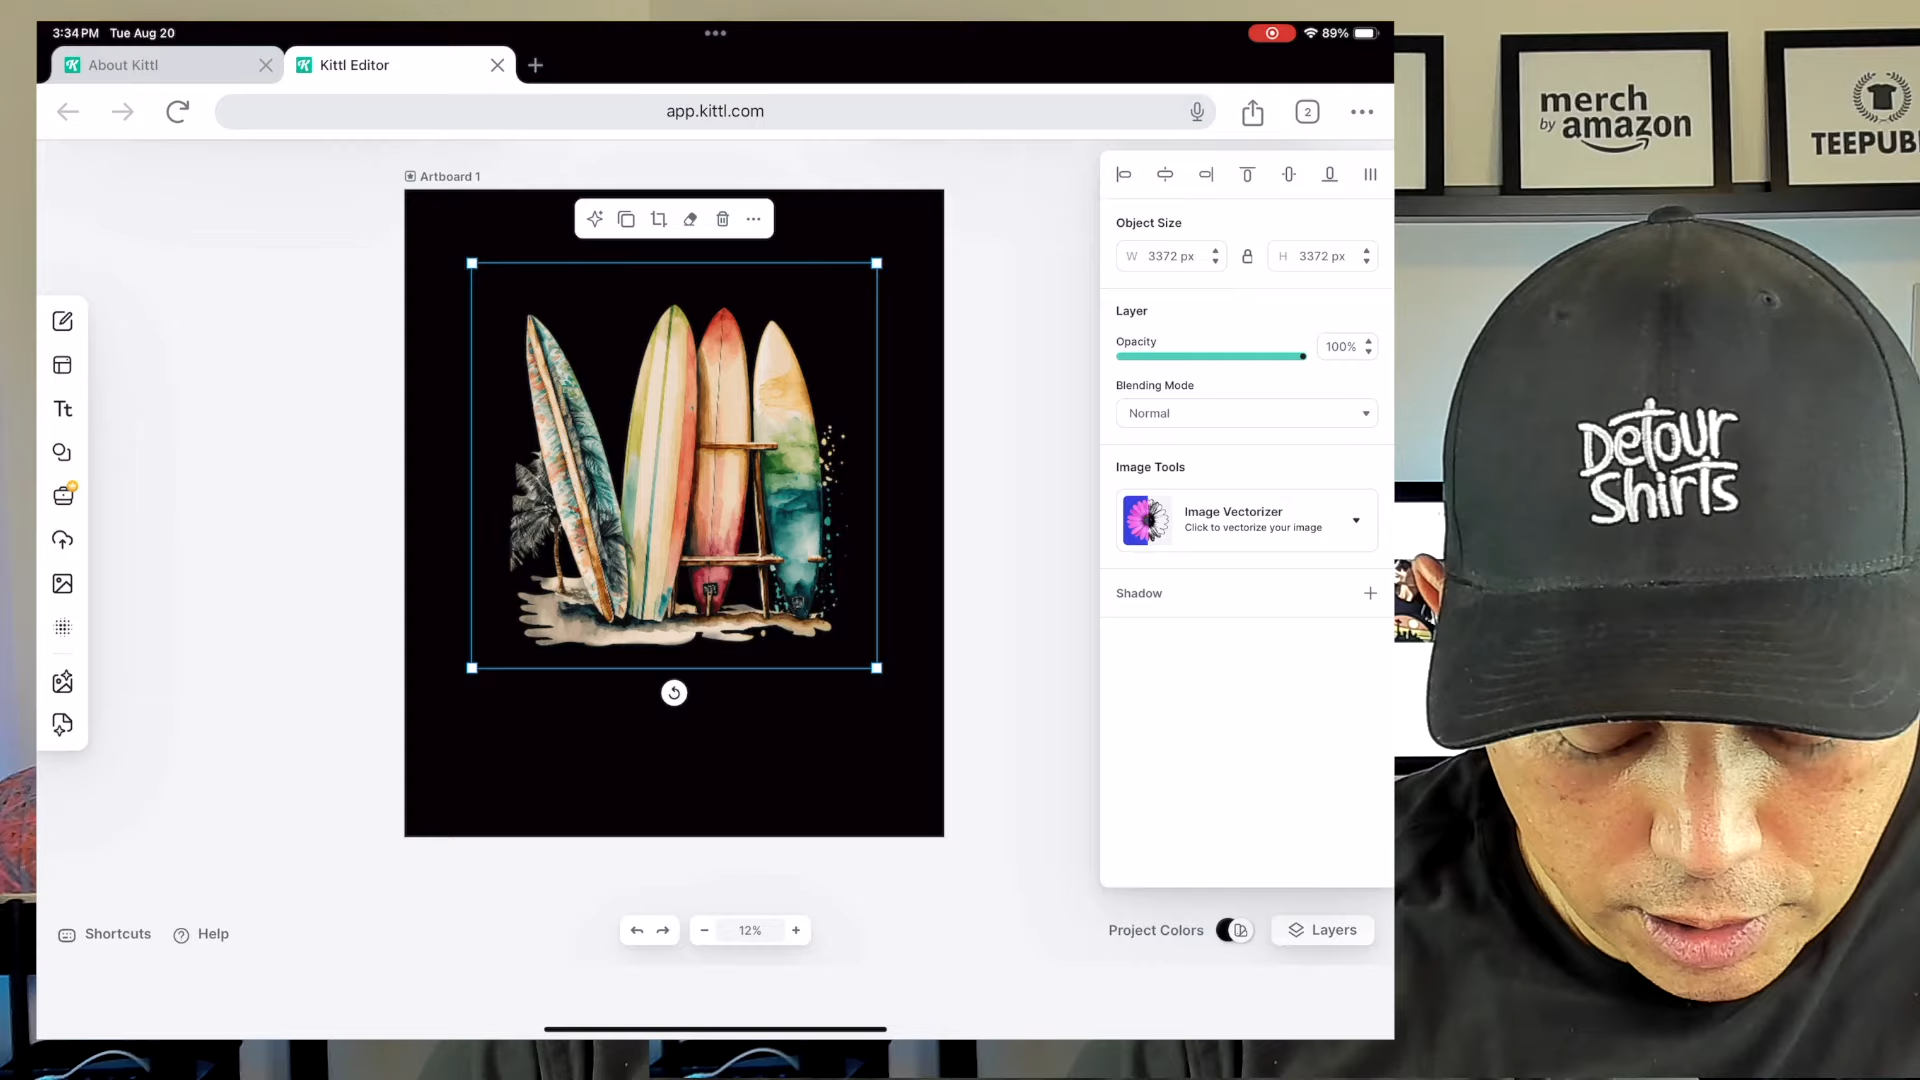 3:34 PM Tue Aug 20
89%
About Kittl
Kittl Editor
app.kittl.com
2
Artboard 1
Object Size
W 3372 px
H 3372 px
Layer
Opacity
100%
Blending Mode
Normal
Image Tools
Image Vectorizer
Click to vectorize your image
Shadow
Tt
Shortcuts
Help
12%
Project Colors
Layers
merch
by amazon
TEEPUB
Detour
Shirts